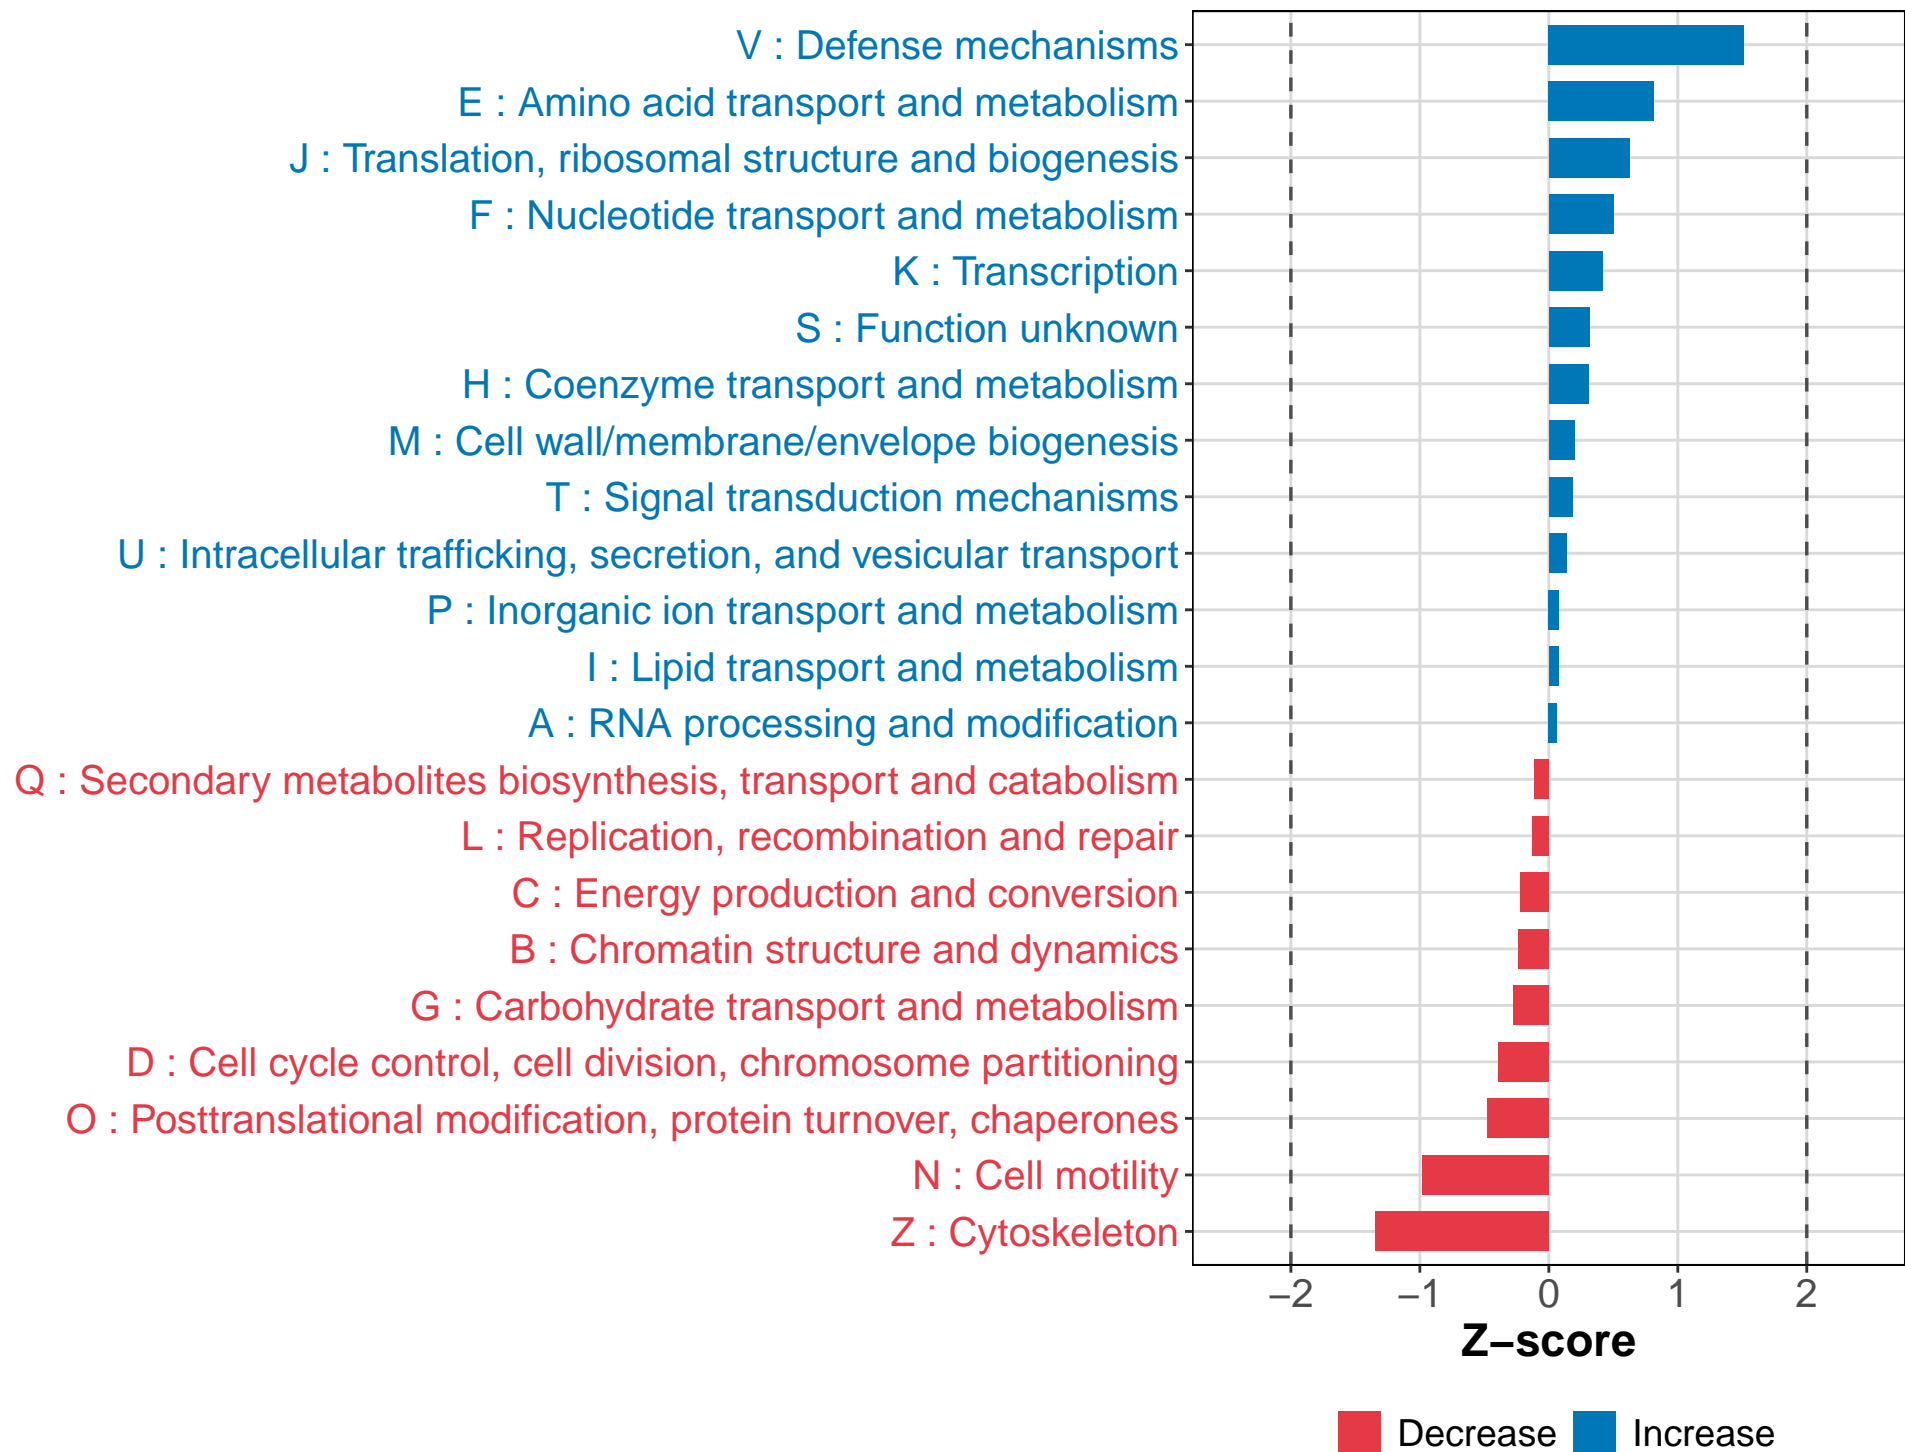 V : Defense mechanisms
E : Amino acid transport and metabolism
J : Translation, ribosomal structure and biogenesis
F : Nucleotide transport and metabolism
K : Transcription
S : Function unknown
H : Coenzyme transport and metabolism
M : Cell wall/membrane/envelope biogenesis
T : Signal transduction mechanisms
U : Intracellular trafficking, secretion, and vesicular transport
P : Inorganic ion transport and metabolism
I : Lipid transport and metabolism
A : RNA processing and modification
Q : Secondary metabolites biosynthesis, transport and catabolism
L : Replication, recombination and repair
C : Energy production and conversion
B : Chromatin structure and dynamics
G : Carbohydrate transport and metabolism
D : Cell cycle control, cell division, chromosome partitioning
O : Posttranslational modification, protein turnover, chaperones
N : Cell motility
Z : Cytoskeleton
−2 −1 0 1 2
Z−score
Decrease Increase